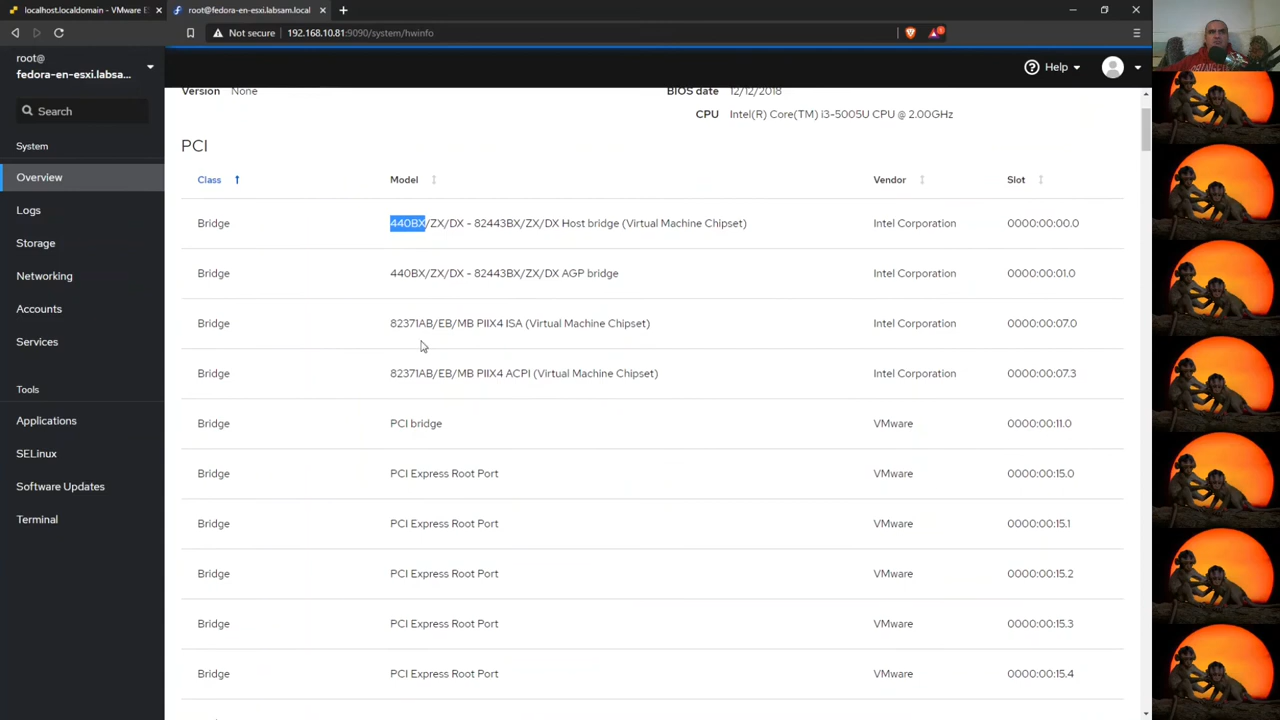 localhost.localdomain - VMware E
root@fedora-en-esxi.labsam.local
Not secure 192.168.10.81:9090/system/hwinfo
root@
fedora-en-esxi.labsa...
Help
Search
System
Overview
Logs
Storage
Networking
Accounts
Services
Tools
Applications
SELinux
Software Updates
Terminal
Version None BIOS date 12/12/2018
CPU Intel(R) Core(TM) i3-5005U CPU @ 2.00GHz
PCI
Class Model Vendor Slot
Bridge 440BX/ZX/DX - 82443BX/ZX/DX Host bridge (Virtual Machine Chipset) Intel Corporation 0000:00:00.0
Bridge 440BX/ZX/DX - 82443BX/ZX/DX AGP bridge Intel Corporation 0000:00:01.0
Bridge 82371AB/EB/MB PIIX4 ISA (Virtual Machine Chipset) Intel Corporation 0000:00:07.0
Bridge 82371AB/EB/MB PIIX4 ACPI (Virtual Machine Chipset) Intel Corporation 0000:00:07.3
Bridge PCI bridge VMware 0000:00:11.0
Bridge PCI Express Root Port VMware 0000:00:15.0
Bridge PCI Express Root Port VMware 0000:00:15.1
Bridge PCI Express Root Port VMware 0000:00:15.2
Bridge PCI Express Root Port VMware 0000:00:15.3
Bridge PCI Express Root Port VMware 0000:00:15.4